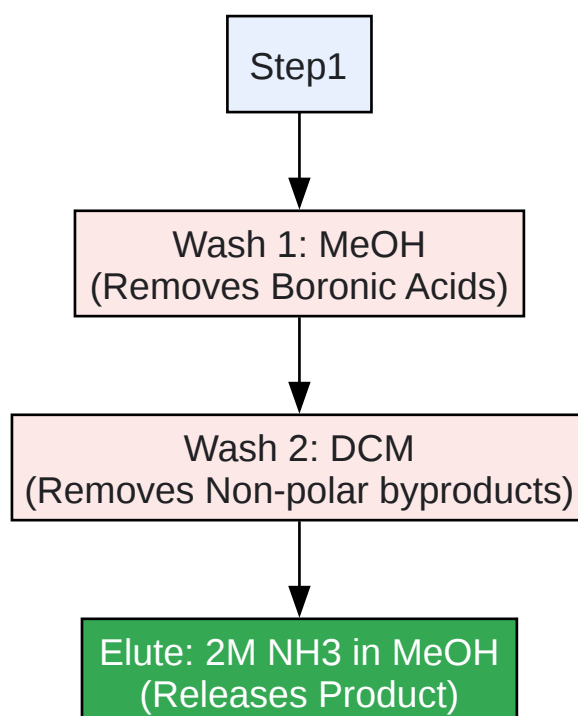 Step1
Wash 1: MeOH
(Removes Boronic Acids)
Wash 2: DCM
(Removes Non-polar byproducts)
Elute: 2M NH3 in MeOH
(Releases Product)